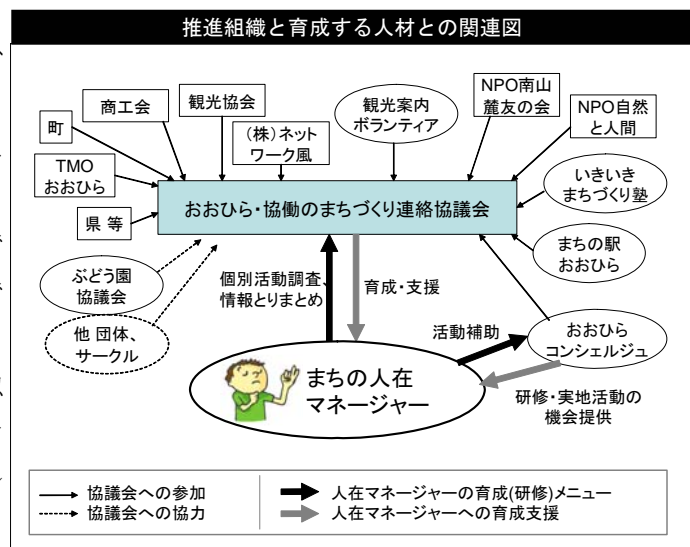 推進組織と育成する人材との関連図
町
商工会
観光協会
(株)ネット
ワーク風
観光案内
ボランティア
NPO南山
麓友の会
NPO自然
と人間
TMO
おおひら
県 等
おおひら・協働のまちづくり連絡協議会
いきいき
まちづくり塾
まちの駅
おおひら
ぶどう園
協議会
他 団体、
サークル
個別活動調査、
情報とりまとめ
育成・支援
活動補助
おおひら
コンシェルジュ
まちの人在
マネージャー
研修・実地活動の
機会提供
協議会への参加
協議会への協力
人在マネージャーの育成(研修)メニュー
人在マネージャーへの育成支援